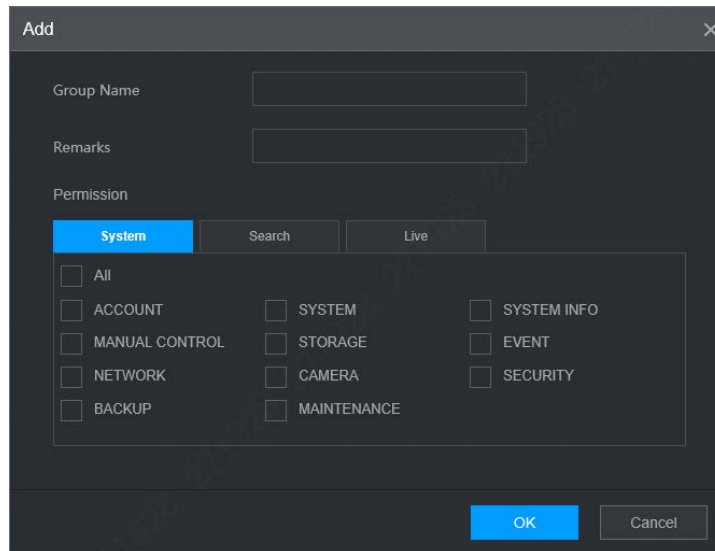 Add
Group Name
Remarks
Permission
System Search Live
All
ACCOUNT SYSTEM SYSTEM INFO
MANUAL CONTROL STORAGE EVENT
NETWORK CAMERA SECURITY
BACKUP MAINTENANCE
OK Cancel